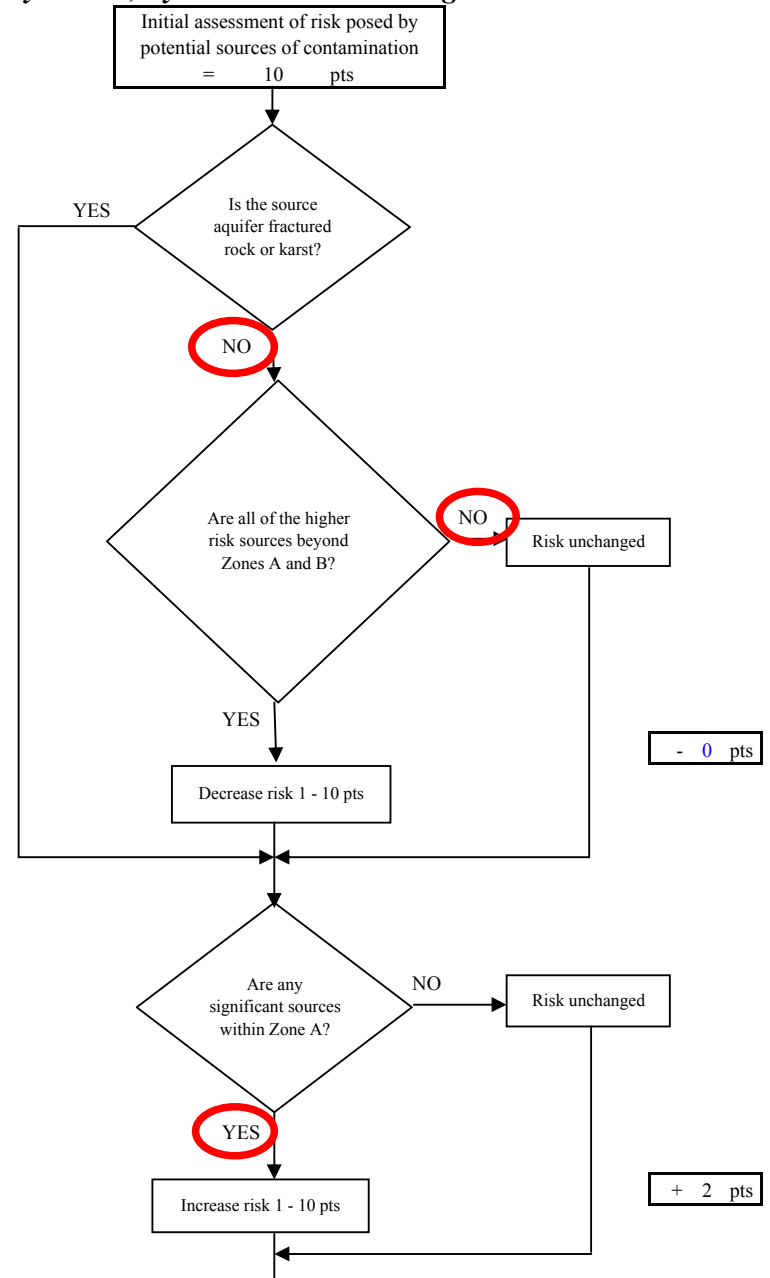 Initial assessment of risk posed by
potential sources of contamination
= 10 pts
YES
Is the source
aquifer fractured
rock or karst?
NO
Are all of the higher
risk sources beyond
Zones A and B?
NO
Risk unchanged
YES
- 0 pts
Decrease risk 1 - 10 pts
Are any
significant sources
within Zone A?
NO
Risk unchanged
YES
Increase risk 1 - 10 pts
+ 2 pts